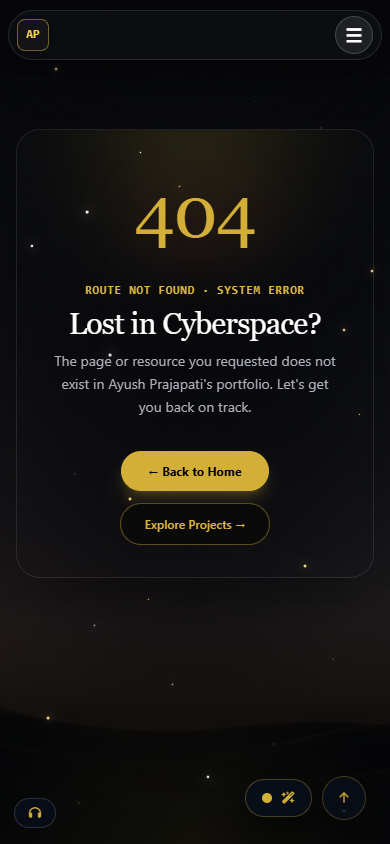 AP
404
ROUTE NOT FOUND · SYSTEM ERROR
Lost in Cyberspace?
The page or resource you requested does not
exist in Ayush Prajapati's portfolio. Let's get
you back on track.
← Back to Home
Explore Projects →